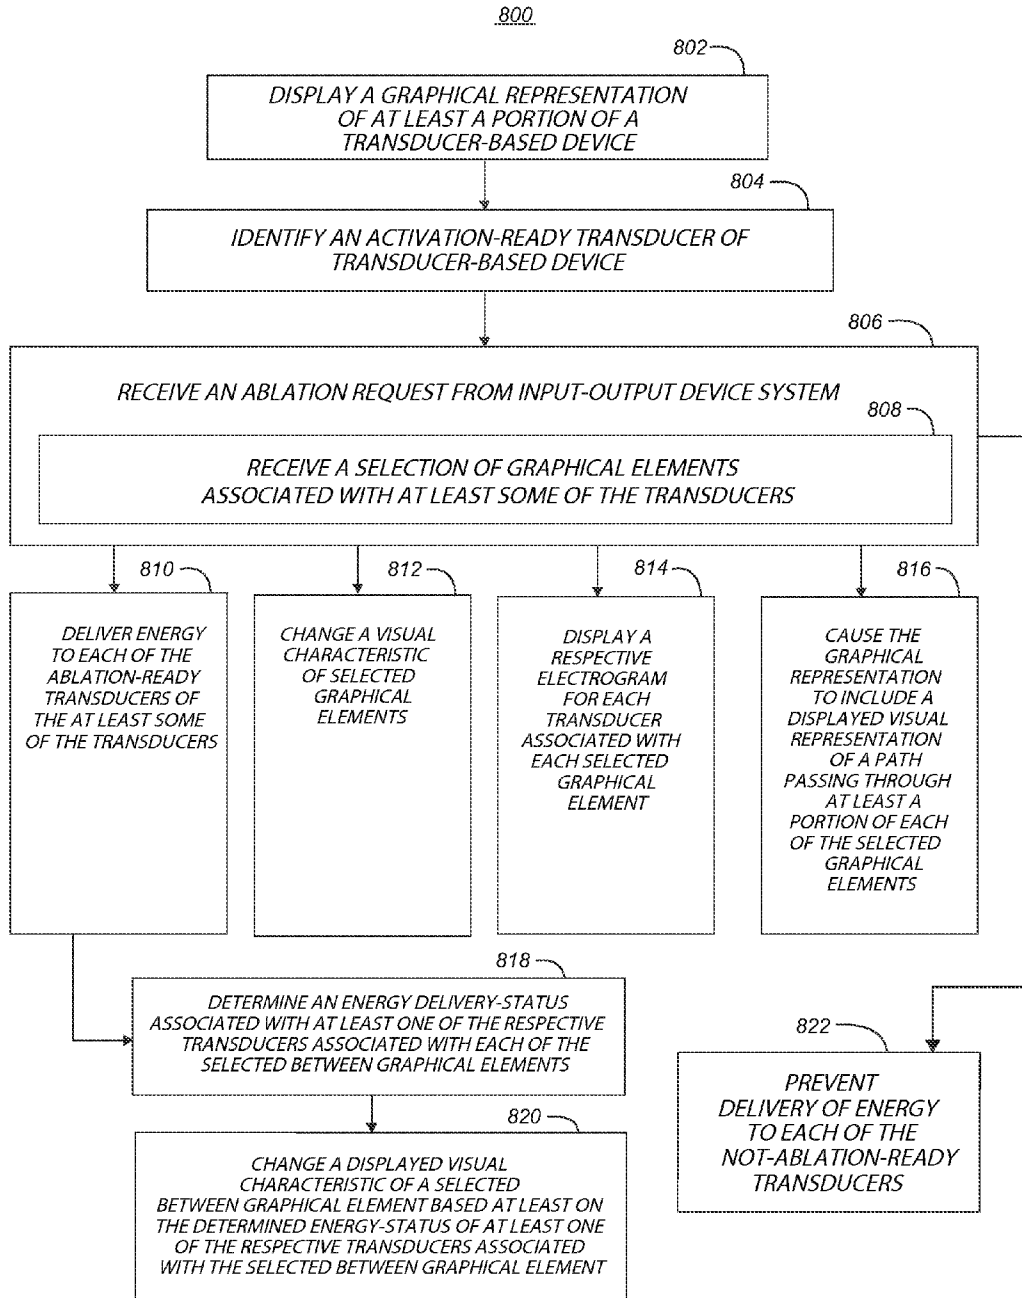 800
802
DISPLAY A GRAPHICAL REPRESENTATION
OF AT LEAST A PORTION OF A
TRANSDUCER-BASED DEVICE
804
IDENTIFY AN ACTIVATION-READY TRANSDUCER OF
TRANSDUCER-BASED DEVICE
806
RECEIVE AN ABLATION REQUEST FROM INPUT-OUTPUT DEVICE SYSTEM
808
RECEIVE A SELECTION OF GRAPHICAL ELEMENTS
ASSOCIATED WITH AT LEAST SOME OF THE TRANSDUCERS
810
DELIVER ENERGY
TO EACH OF THE
ABLATION-READY
TRANSDUCERS OF
THE AT LEAST SOME
OF THE TRANSDUCERS
812
CHANGE A VISUAL
CHARACTERISTIC
OF SELECTED
GRAPHICAL
ELEMENTS
814
DISPLAY A
RESPECTIVE
ELECTROGRAM
FOR EACH
TRANSDUCER
ASSOCIATED WITH
EACH SELECTED
GRAPHICAL
ELEMENT
816
CAUSE THE
GRAPHICAL
REPRESENTATION
TO INCLUDE A
DISPLAYED VISUAL
REPRESENTATION
OF A PATH
PASSING THROUGH
AT LEAST A
PORTION OF EACH
OF THE SELECTED
GRAPHICAL
ELEMENTS
818
DETERMINE AN ENERGY DELIVERY-STATUS
ASSOCIATED WITH AT LEAST ONE OF THE RESPECTIVE
TRANSDUCERS ASSOCIATED WITH EACH OF THE
SELECTED BETWEEN GRAPHICAL ELEMENTS
820
CHANGE A DISPLAYED VISUAL
CHARACTERISTIC OF A SELECTED
BETWEEN GRAPHICAL ELEMENT BASED AT LEAST ON
THE DETERMINED ENERGY-STATUS OF AT LEAST ONE
OF THE RESPECTIVE TRANSDUCERS ASSOCIATED
WITH THE SELECTED BETWEEN GRAPHICAL ELEMENT
822
PREVENT
DELIVERY OF ENERGY
TO EACH OF THE
NOT-ABLATION-READY
TRANSDUCERS